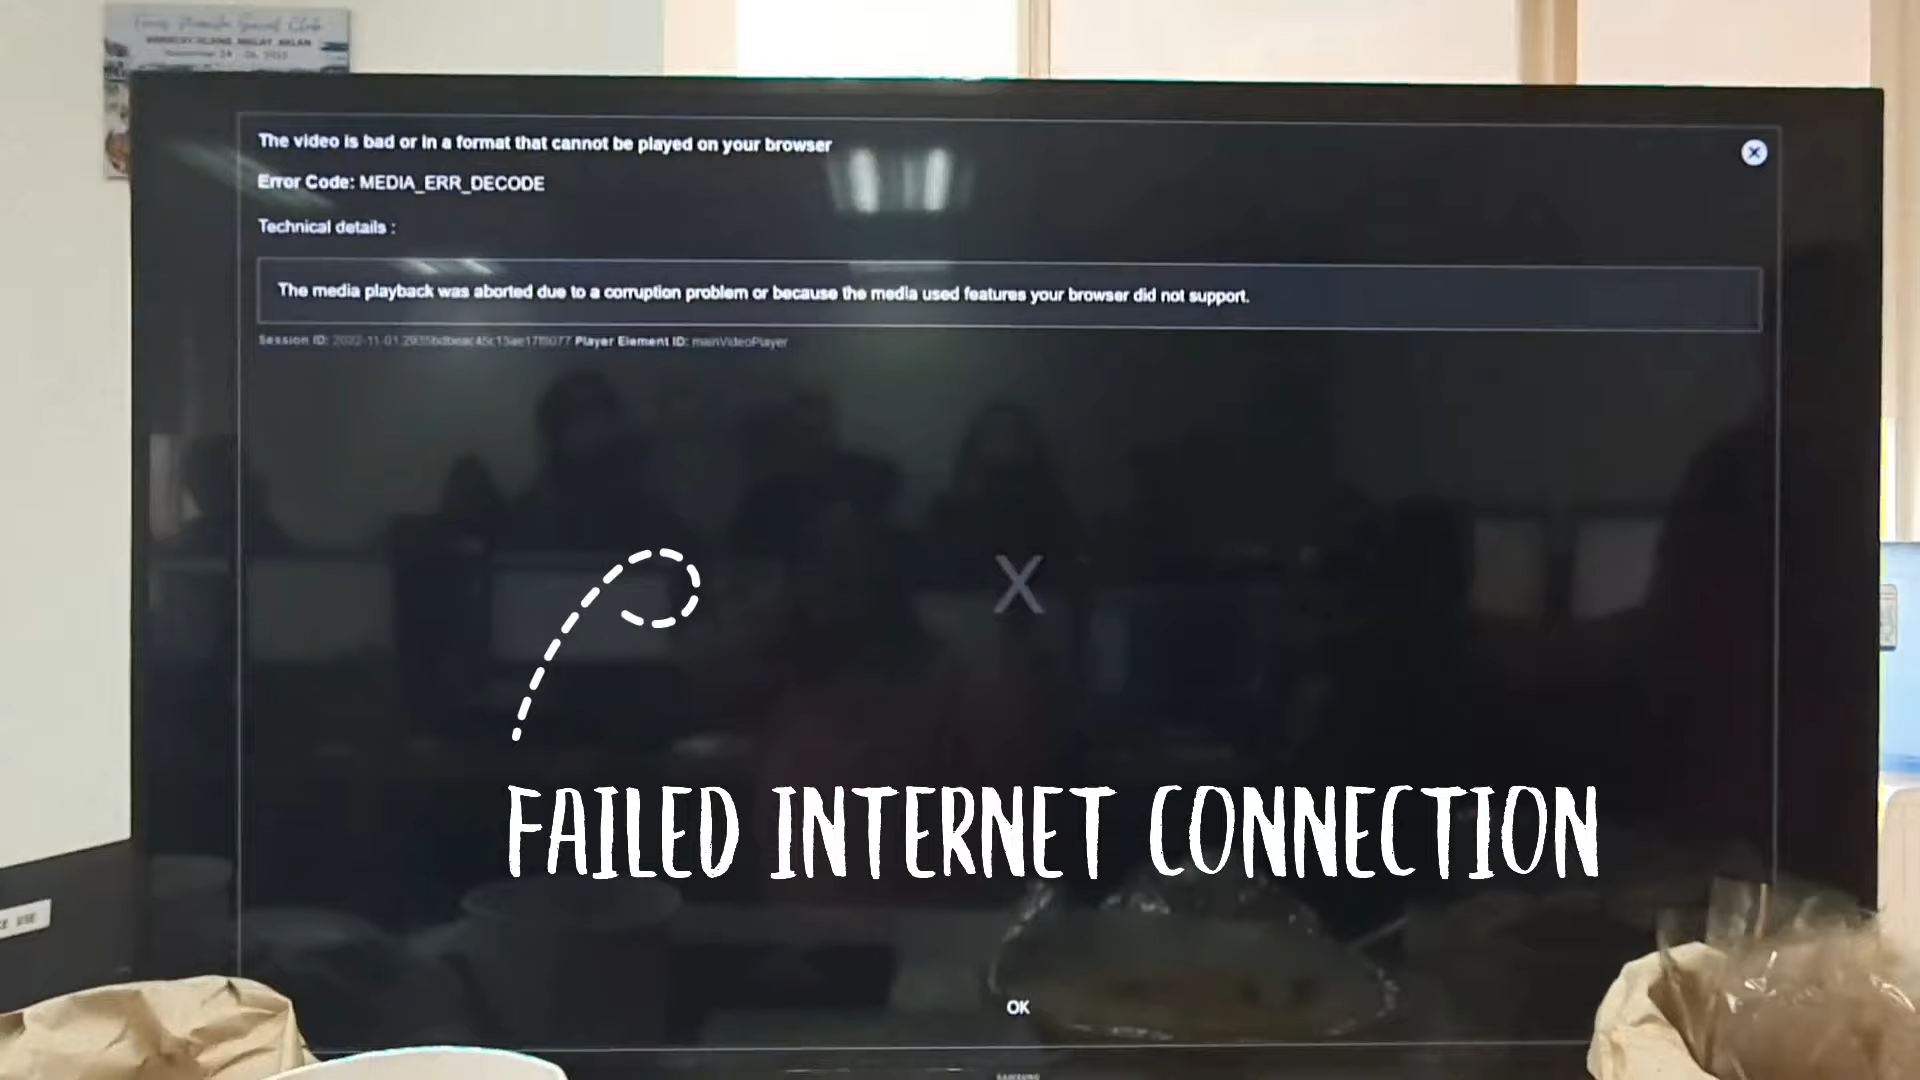 The video is bad or in a format that cannot be played on your browser
Error Code: MEDIA_ERR_DECODE
Technical details :
The media playback was aborted due to a corruption problem or because the media used features your browser did not support.
Session ID: Player Element ID: mainVideoPlayer
X
FAILED INTERNET CONNECTION
OK
SAMSUNG